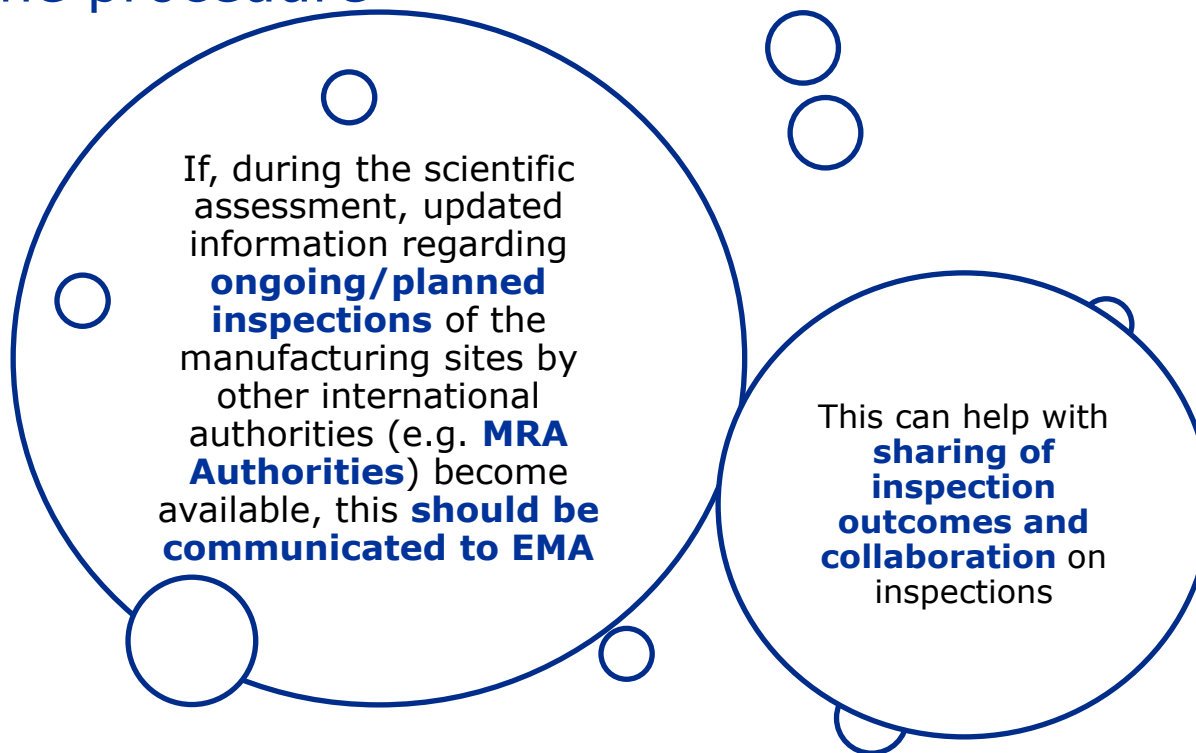 he procedure
If, during the scientific
assessment, updated
information regarding
ongoing/planned
inspections of the
manufacturing sites by
other international
authorities (e.g. MRA
Authorities) become
available, this should be
communicated to EMA
This can help with
sharing of
inspection
outcomes and
collaboration on
inspections